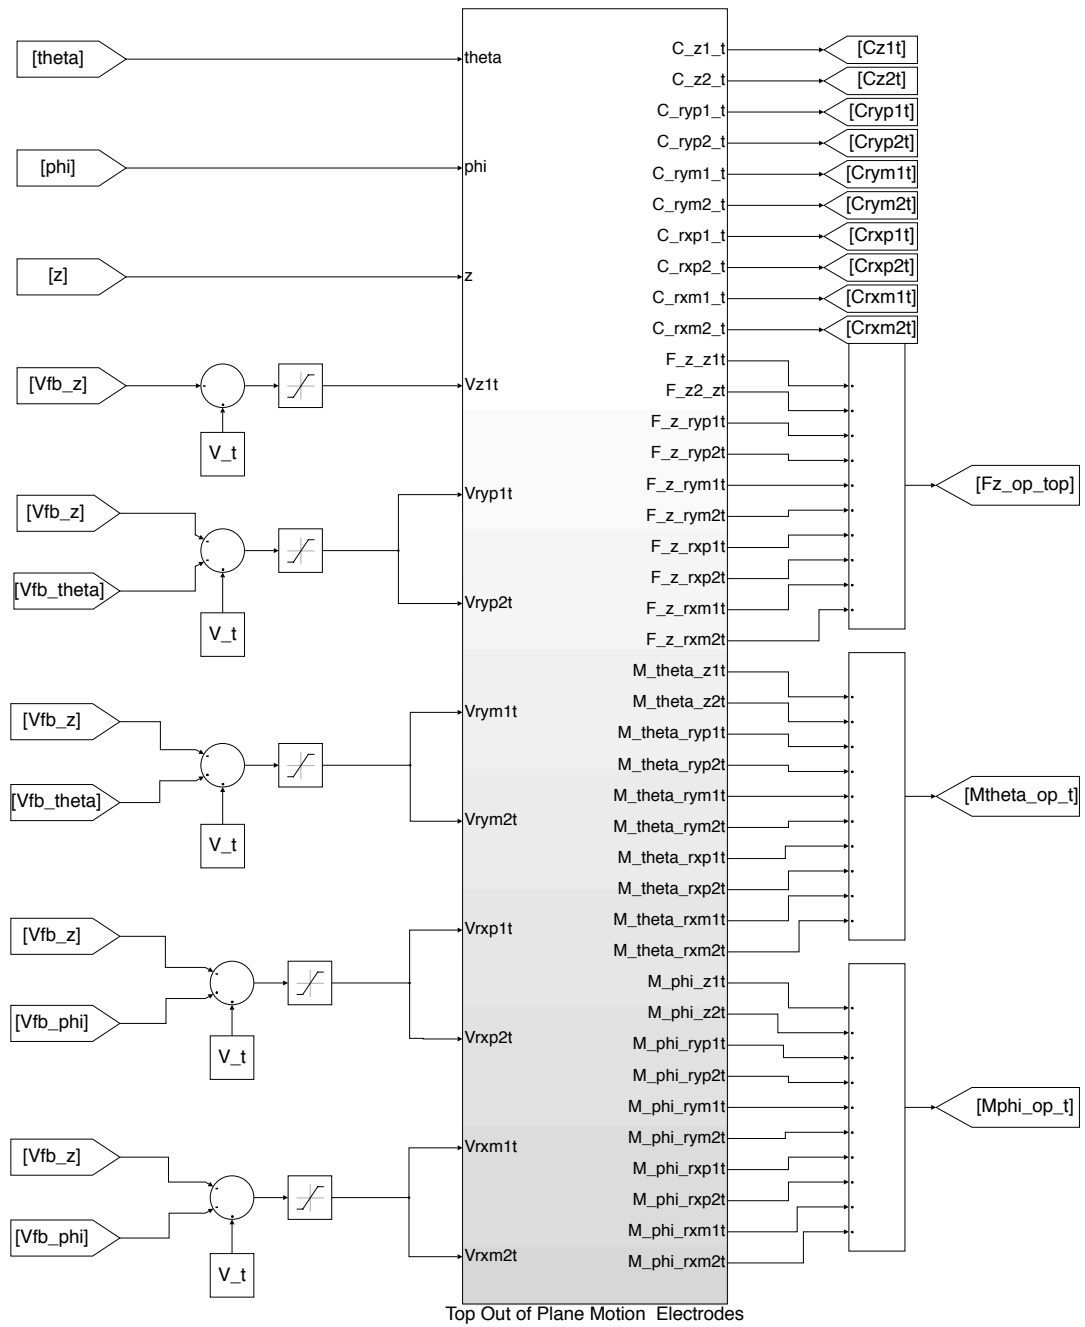 [theta]
[phi]
[z]
[Vfb_z]
V_t
[Vfb_z]
[Vfb_theta]
V_t
[Vfb_z]
[Vfb_theta]
V_t
[Vfb_z]
[Vfb_phi]
V_t
[Vfb_z]
[Vfb_phi]
V_t
theta
phi
z
Vz1t
Vryp1t
Vryp2t
Vrym1t
Vrym2t
Vrxp1t
Vrxp2t
Vrxm1t
Vrxm2t
C_z1_t
C_z2_t
C_ryp1_t
C_ryp2_t
C_rym1_t
C_rym2_t
C_rxp1_t
C_rxp2_t
C_rxm1_t
C_rxm2_t
F_z_z1t
F_z2_zt
F_z_ryp1t
F_z_ryp2t
F_z_rym1t
F_z_rym2t
F_z_rxp1t
F_z_rxp2t
F_z_rxm1t
F_z_rxm2t
M_theta_z1t
M_theta_z2t
M_theta_ryp1t
M_theta_ryp2t
M_theta_rym1t
M_theta_rym2t
M_theta_rxp1t
M_theta_rxp2t
M_theta_rxm1t
M_theta_rxm2t
M_phi_z1t
M_phi_z2t
M_phi_ryp1t
M_phi_ryp2t
M_phi_rym1t
M_phi_rym2t
M_phi_rxp1t
M_phi_rxp2t
M_phi_rxm1t
M_phi_rxm2t
[Cz1t]
[Cz2t]
[Cryp1t]
[Cryp2t]
[Crym1t]
[Crym2t]
[Crxp1t]
[Crxp2t]
[Crxm1t]
[Crxm2t]
[Fz_op_top]
[Mtheta_op_t]
[Mphi_op_t]
Top Out of Plane Motion Electrodes